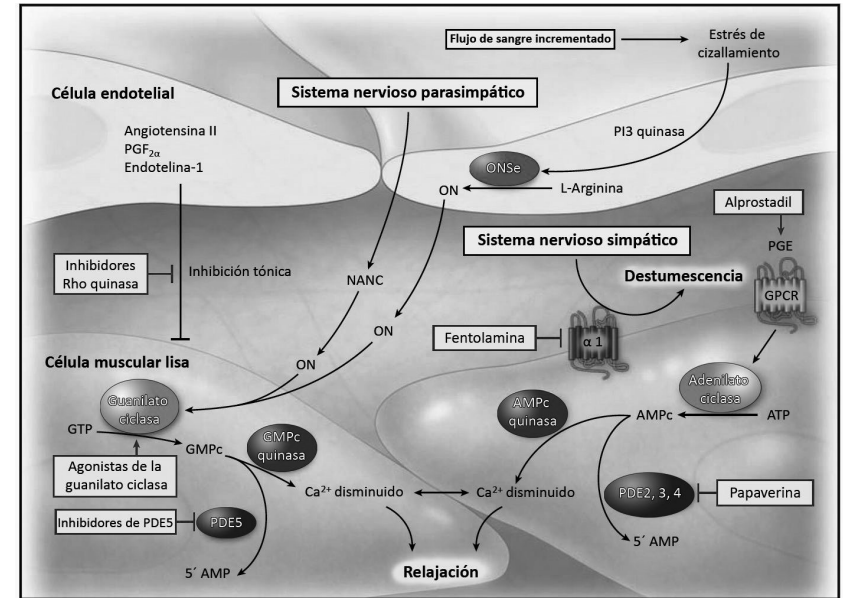 Flujo de sangre incrementado
Estrés de
cizallamiento
Célula endotelial
Sistema nervioso parasimpático
Angiotensina II
PGF2α
Endotelina-1
PI3 quinasa
ONSe
ON
L-Arginina
Alprostadil
Sistema nervioso simpático
PGE
Inhibidores
Rho quinasa
Inhibición tónica
NANC
Destumescencia
GPCR
ON
Fentolamina
α 1
Célula muscular lisa
ON
Guanilato
ciclasa
Adenilato
ciclasa
AMPc
quinasa
GTP
GMPc
GMPc
quinasa
AMPc
ATP
Agonistas de la
guanilato ciclasa
Ca2+ disminuido
Ca2+ disminuido
PDE2, 3, 4
Papaverina
Inhibidores de PDE5
PDE5
5´ AMP
5´ AMP
Relajación